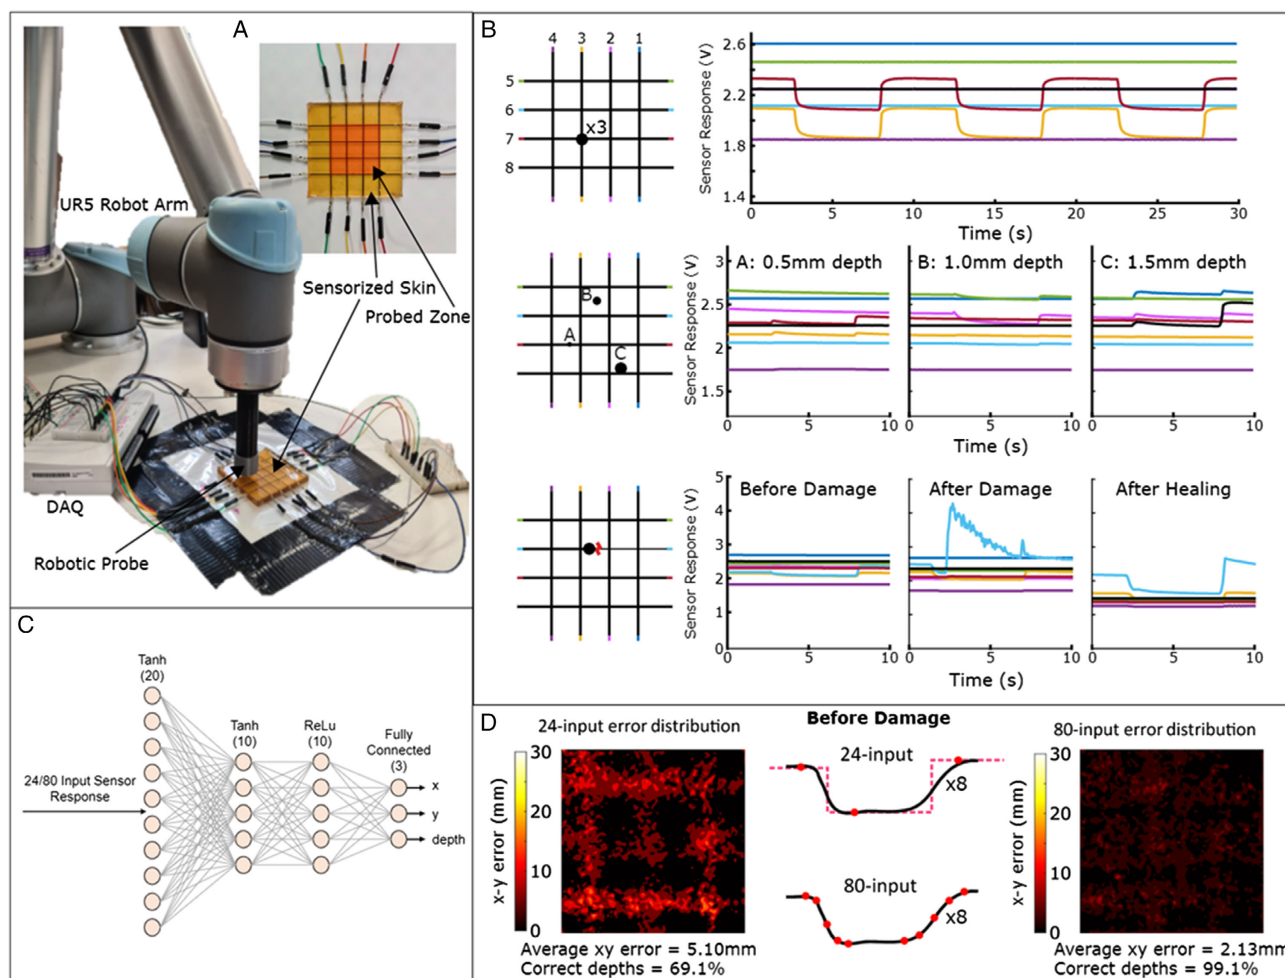 A
UR5 Robot Arm
Sensorized Skin
Probed Zone
DAQ
Robotic Probe
B
4 3 2 1
5
6
7
8
x3
Sensor Response (V)
2.6
2.2
1.8
1.4
0 5 10 15 20 25 30
Time (s)
B
A
C
Sensor Response (V)
3
2.5
2
1.5
A: 0.5mm depth
B: 1.0mm depth
C: 1.5mm depth
0 5 10
0 5 10
0 5 10
Time (s)
Sensor Response (V)
5
4
3
2
1
0
Before Damage
After Damage
After Healing
0 5 10
0 5 10
0 5 10
Time (s)
C
Tanh
(20)
Tanh
(10)
ReLu
(10)
Fully
Connected
(3)
24/80 Input Sensor
Response
x
y
depth
D
24-input error distribution
x-y error (mm)
30
20
10
0
Average xy error = 5.10mm
Correct depths = 69.1%
Before Damage
24-input
x8
80-input
x8
80-input error distribution
x-y error (mm)
30
20
10
0
Average xy error = 2.13mm
Correct depths = 99.1%